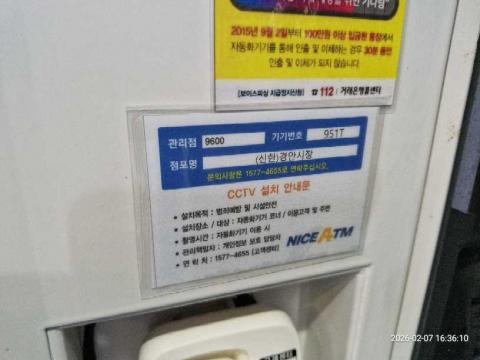 2015년 9월 2일부터 100만원 이상 입금된 통장에서
자동화기기를 통해 인출 및 이체하는 경우 30분 동안
인출 및 이체가 되지 않습니다
[보이스피싱 지급정지신청] ☎ 112 | 거래은행콜센터
관리점 9600 기기번호 951T
점포명 (신한)경안시장
문의사항은 1577-4655로 연락주십시오.
CCTV 설치 안내문
• 설치목적 : 범죄예방 및 시설안전
• 설치장소 / 대상 : 자동화기기 코너 / 이용고객 및 주변
• 촬영시간 : 자동화기기 이용 시
• 관리책임자 : 개인정보 보호 담당자
• 연 락 처 : 1577-4655 (고객센터)
NICE ATM
2026-02-07 16:36:10